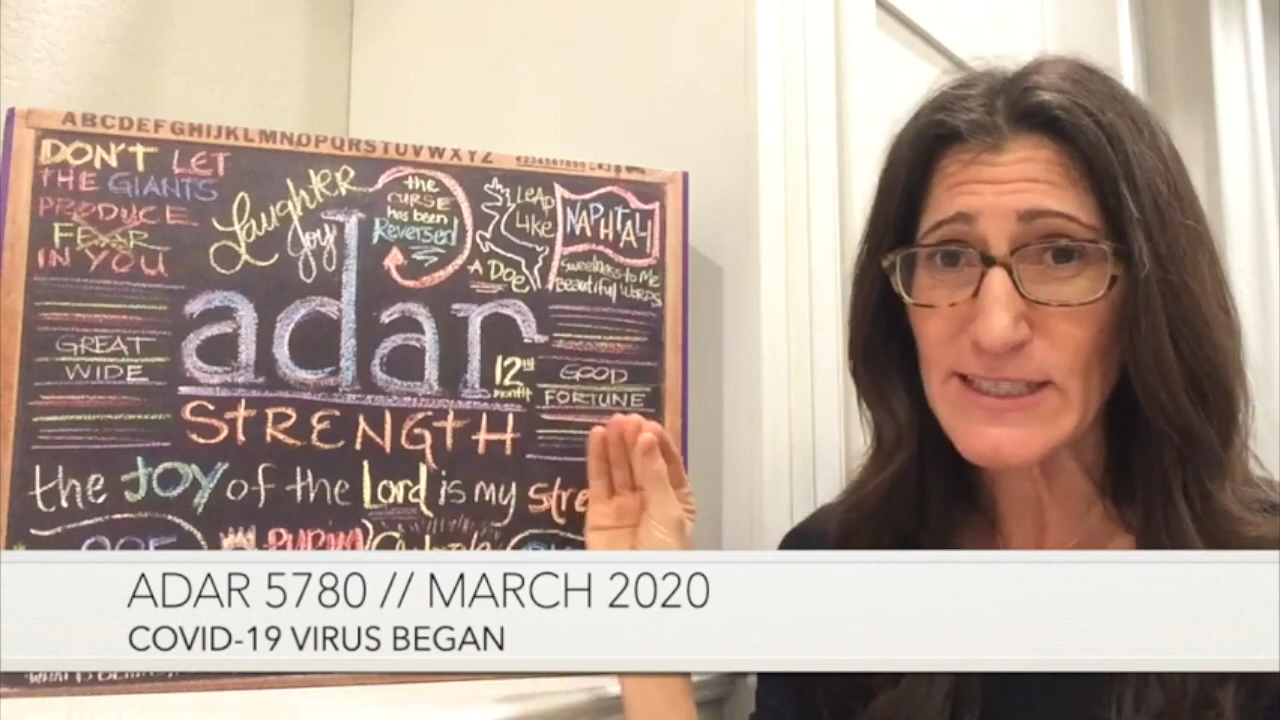 ABCDEFGHIJKLMNOPQRSTUVWXYZ
DON'T LET
THE GIANTS
PRODUCE
FEAR
IN YOU
Laughter
Joy
the
CURSE
has been
Reversed
LEAP
LIKE
A DOE
NAPHTALI
Sweetness to Me
Beautiful Words
adar
12th
month
GREAT
WIDE
GOOD
FORTUNE
STRENGTH
the JOY of the Lord is my stre
PURIM
ADAR 5780 // MARCH 2020
COVID-19 VIRUS BEGAN